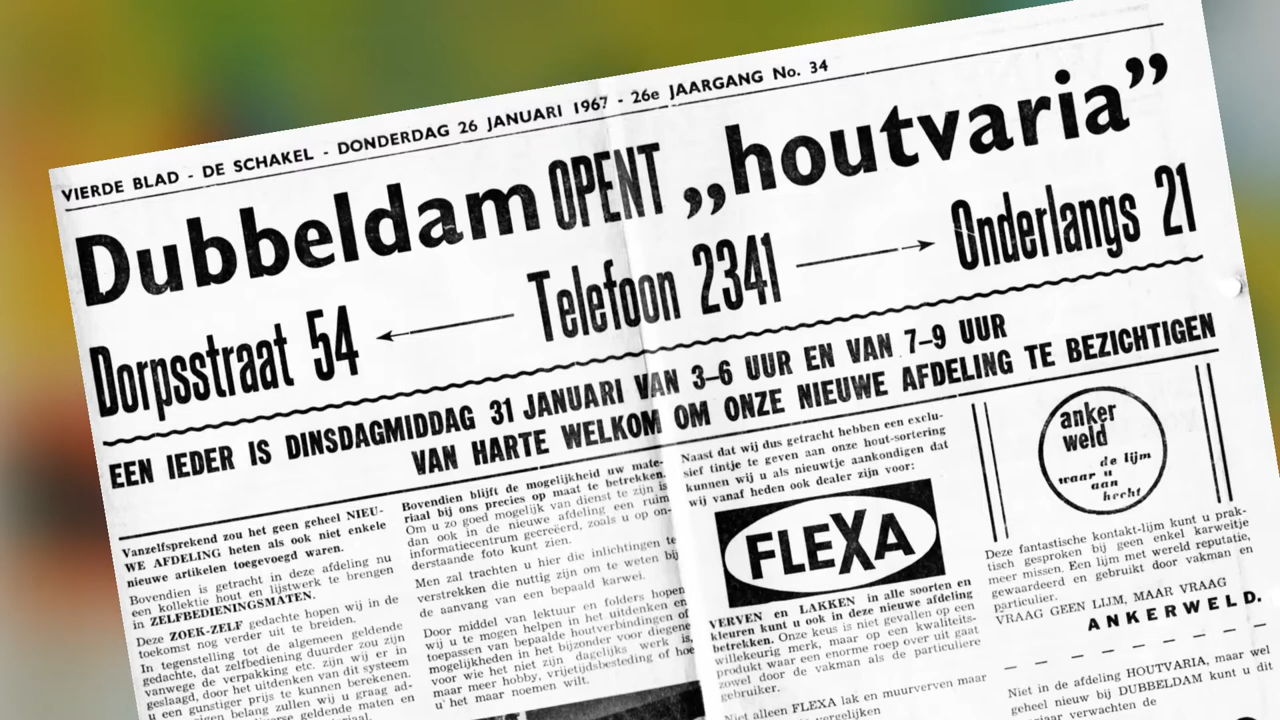 VIERDE BLAD - DE SCHAKEL - DONDERDAG 26 JANUARI 1967 - 26e JAARGANG No. 34
Dubbeldam OPENT „houtvaria”
Dorpsstraat 54 ← Telefoon 2341 → Onderlangs 21
EEN IEDER IS DINSDAGMIDDAG 31 JANUARI VAN 3–6 UUR EN VAN 7–9 UUR
VAN HARTE WELKOM OM ONZE NIEUWE AFDELING TE BEZICHTIGEN
Vanzelfsprekend zou het geen geheel NIEU-
WE AFDELING heten als ook niet enkele
nieuwe artikelen toegevoegd waren.
Bovendien is getracht in deze afdeling nu
een kollektie hout en lijstwerk te brengen
in ZELFBEDIENINGSMATEN.
Deze ZOEK-ZELF gedachte hopen wij in de
toekomst nog verder uit te breiden.
In tegenstelling tot de algemeen geldende
gedachte, dat zelfbediening duurder zou zijn
vanwege de verpakking etc. zijn wij er in
geslaagd, door het uitdenken van dit systeem
u een gunstiger prijs te kunnen berekenen.
eigen belang zullen wij u graag ad-
diverse geldende maten en
Bovendien blijft de mogelijkheid uw mate-
riaal bij ons precies op maat te betrekken.
Om u zo goed mogelijk van dienst te zijn is
dan ook in de nieuwe afdeling een ruim
informatiecentrum gecreëerd, zoals u op on-
derstaande foto kunt zien.
Men zal trachten u hier die inlichtingen te
verstrekken die nuttig zijn om te weten bij
de aanvang van een bepaald karwei.
Door middel van lektuur en folders hopen
wij u te mogen helpen in het uitdenken en
toepassen van bepaalde houtverbindingen of
mogelijkheden in het bijzonder voor diegene
voor wie het niet zijn dagelijks werk is,
maar meer hobby, vrijetijdsbesteding of hoe
u' het maar noemen wilt.
Naast dat wij dus getracht hebben een exclu-
sief tintje te geven aan onze hout-sortering
kunnen wij u als nieuwtje aankondigen dat
wij vanaf heden ook dealer zijn voor:
FLEXA
VERVEN en LAKKEN in alle soorten en
kleuren kunt u ook in deze nieuwe afdeling
betrekken. Onze keus is niet gevallen op een
willekeurig merk, maar op een kwaliteits-
produkt waar een enorme roep over uit gaat
zowel door de vakman als de particuliere
gebruiker.
Niet alleen FLEXA lak en muurverven maar
vergelijken
anker
weld
de lijm
waar u
aan
hecht
Deze fantastische kontakt-lijm kunt u prak-
tisch gesproken bij geen enkel karweitje
meer missen. Een lijm met wereld reputatie,
gewaardeerd en gebruikt door vakman en
particulier.
VRAAG GEEN LIJM, MAAR VRAAG
ANKERWELD.
Niet in de afdeling HOUTVARIA, maar wel
geheel nieuw bij DUBBELDAM kunt u dit
verwachten de